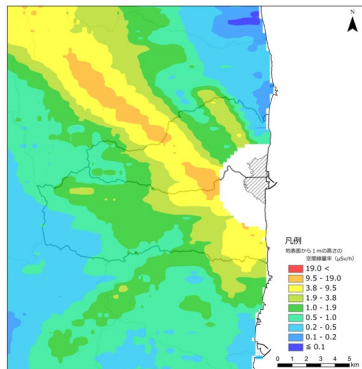 N
凡例
地表面から1mの高さの
空間線量率 (μSv/h)
19.0 <
9.5 - 19.0
3.8 - 9.5
1.9 - 3.8
1.0 - 1.9
0.5 - 1.0
0.2 - 0.5
0.1 - 0.2
≦ 0.1
0 1 2 3 4 5
km